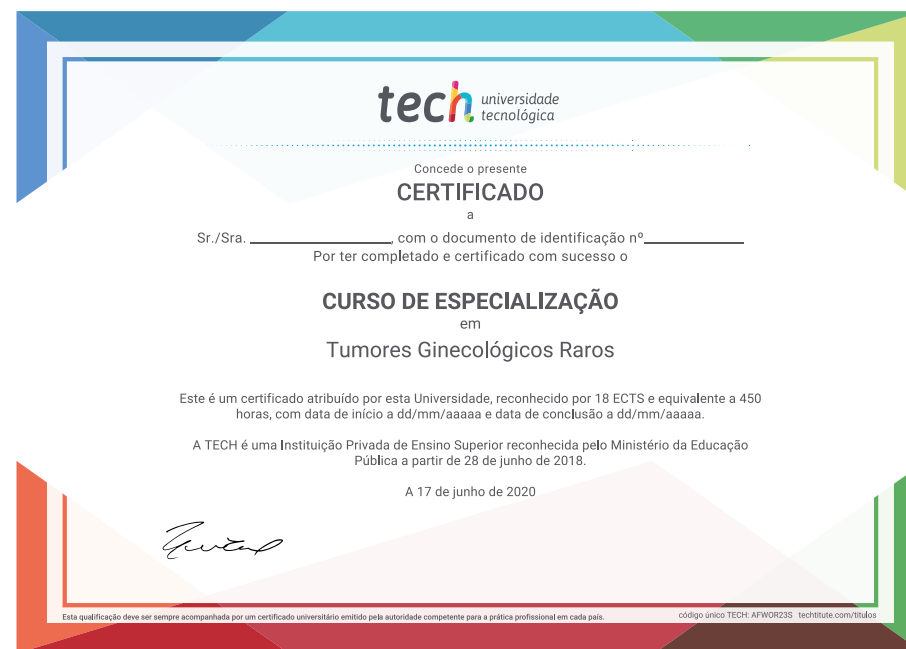 tech universidade
tecnológica
Concede o presente
CERTIFICADO
a
Sr./Sra. ____________________, com o documento de identificação nº______________
Por ter completado e certificado com sucesso o
CURSO DE ESPECIALIZAÇÃO
em
Tumores Ginecológicos Raros
Este é um certificado atribuído por esta Universidade, reconhecido por 18 ECTS e equivalente a 450
horas, com data de início a dd/mm/aaaaa e data de conclusão a dd/mm/aaaaa.
A TECH é uma Instituição Privada de Ensino Superior reconhecida pelo Ministério da Educação
Pública a partir de 28 de junho de 2018.
A 17 de junho de 2020
Esta qualificação deve ser sempre acompanhada por um certificado universitário emitido pela autoridade competente para a prática profissional em cada país.
código único TECH: AFWOR23S techtitute.com/titulos